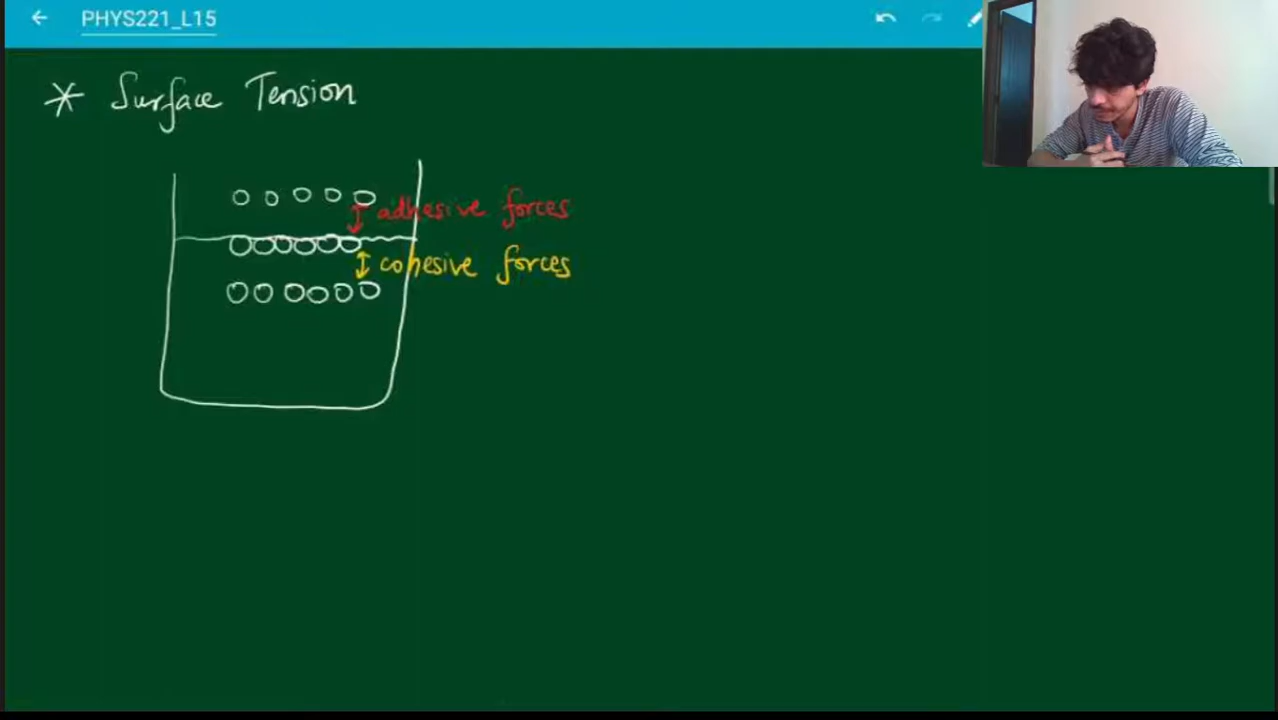 PHYS221_L15
* Surface Tension
adhesive forces
cohesive forces